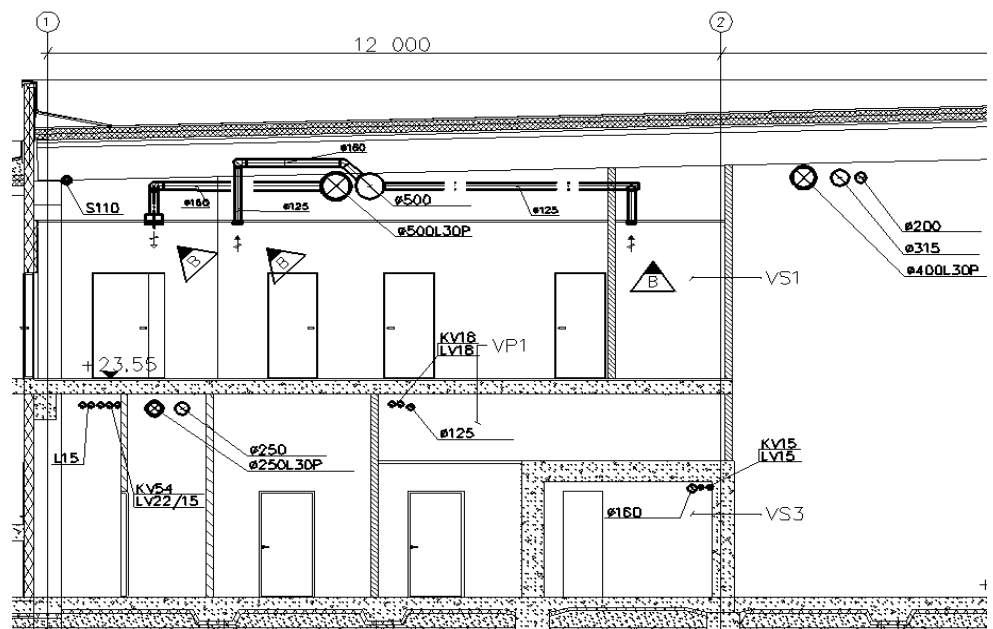 1
2
12 000
ø160
S110
ø160
ø125
ø500
ø125
ø500L30P
ø200
ø315
ø400L30P
B
B
B
VS1
KV18
LV18
VP1
+23,55
L15
ø250
ø250L30P
ø125
KV15
LV15
KV54
LV22/15
ø160
VS3
+